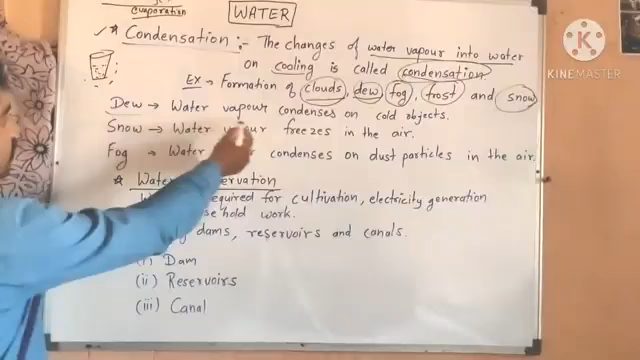 evaporation
WATER
* Condensation :- The changes of water vapour into water
on cooling is called condensation
Ex → Formation of clouds, dew, fog, frost and snow
Dew → Water vapour condenses on cold objects.
Snow → Water vapour freezes in the air.
Fog → Water condenses on dust particles in the air.
* Water
required for cultivation, electricity generation
hold work.
dams, reservoirs and canals.
(i) Dam
(ii) Reservoirs
(iii) Canal
KINEMASTER